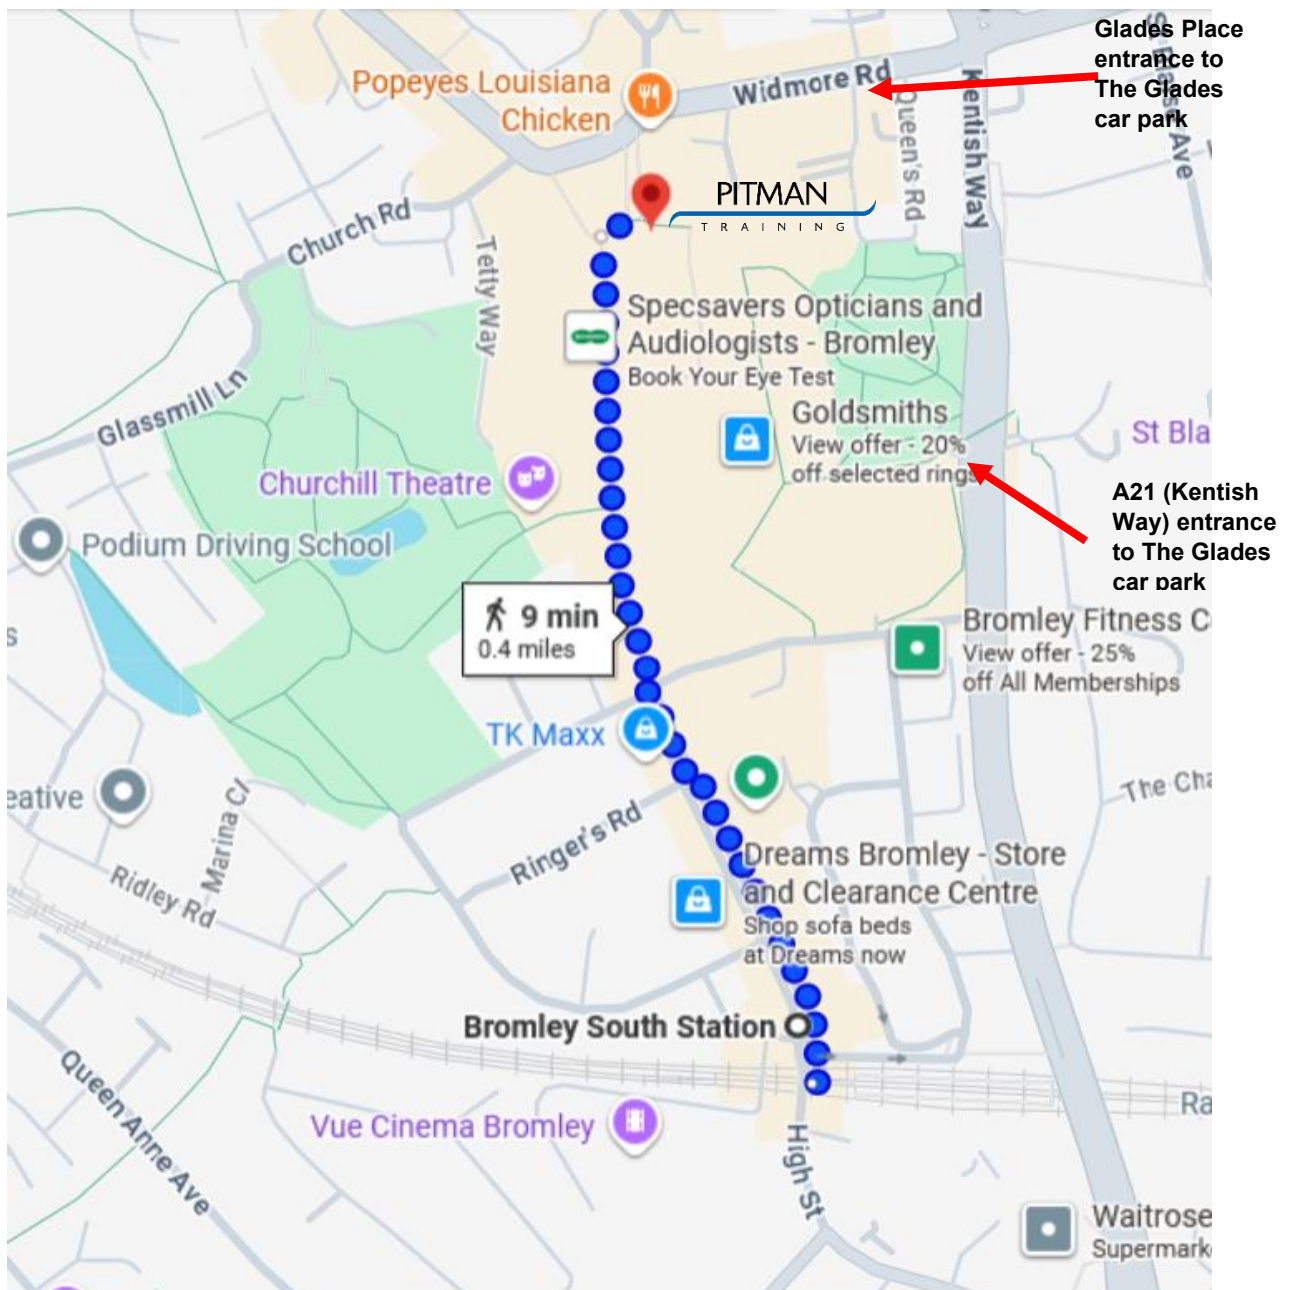 Glades Place
entrance to
The Glades
car park
Popeyes Louisiana
Chicken
Widmore Rd
Queen's Rd
Kentish Way
St Blaise Ave
PITMAN
TRAINING
Church Rd
Tetty Way
Specsavers Opticians and
Audiologists - Bromley
Book Your Eye Test
Glassmill Ln
Goldsmiths
View offer - 20%
off selected rings
St Bla
Churchill Theatre
A21 (Kentish
Way) entrance
to The Glades
car park
Podium Driving School
9 min
0.4 miles
s
Bromley Fitness C
View offer - 25%
off All Memberships
TK Maxx
eative
Marina Cl
The Cha
Ringer's Rd
Ridley Rd
Dreams Bromley - Store
and Clearance Centre
Shop sofa beds
at Dreams now
Bromley South Station
Queen Anne Ave
Ra
Vue Cinema Bromley
High St
Waitrose
Supermark